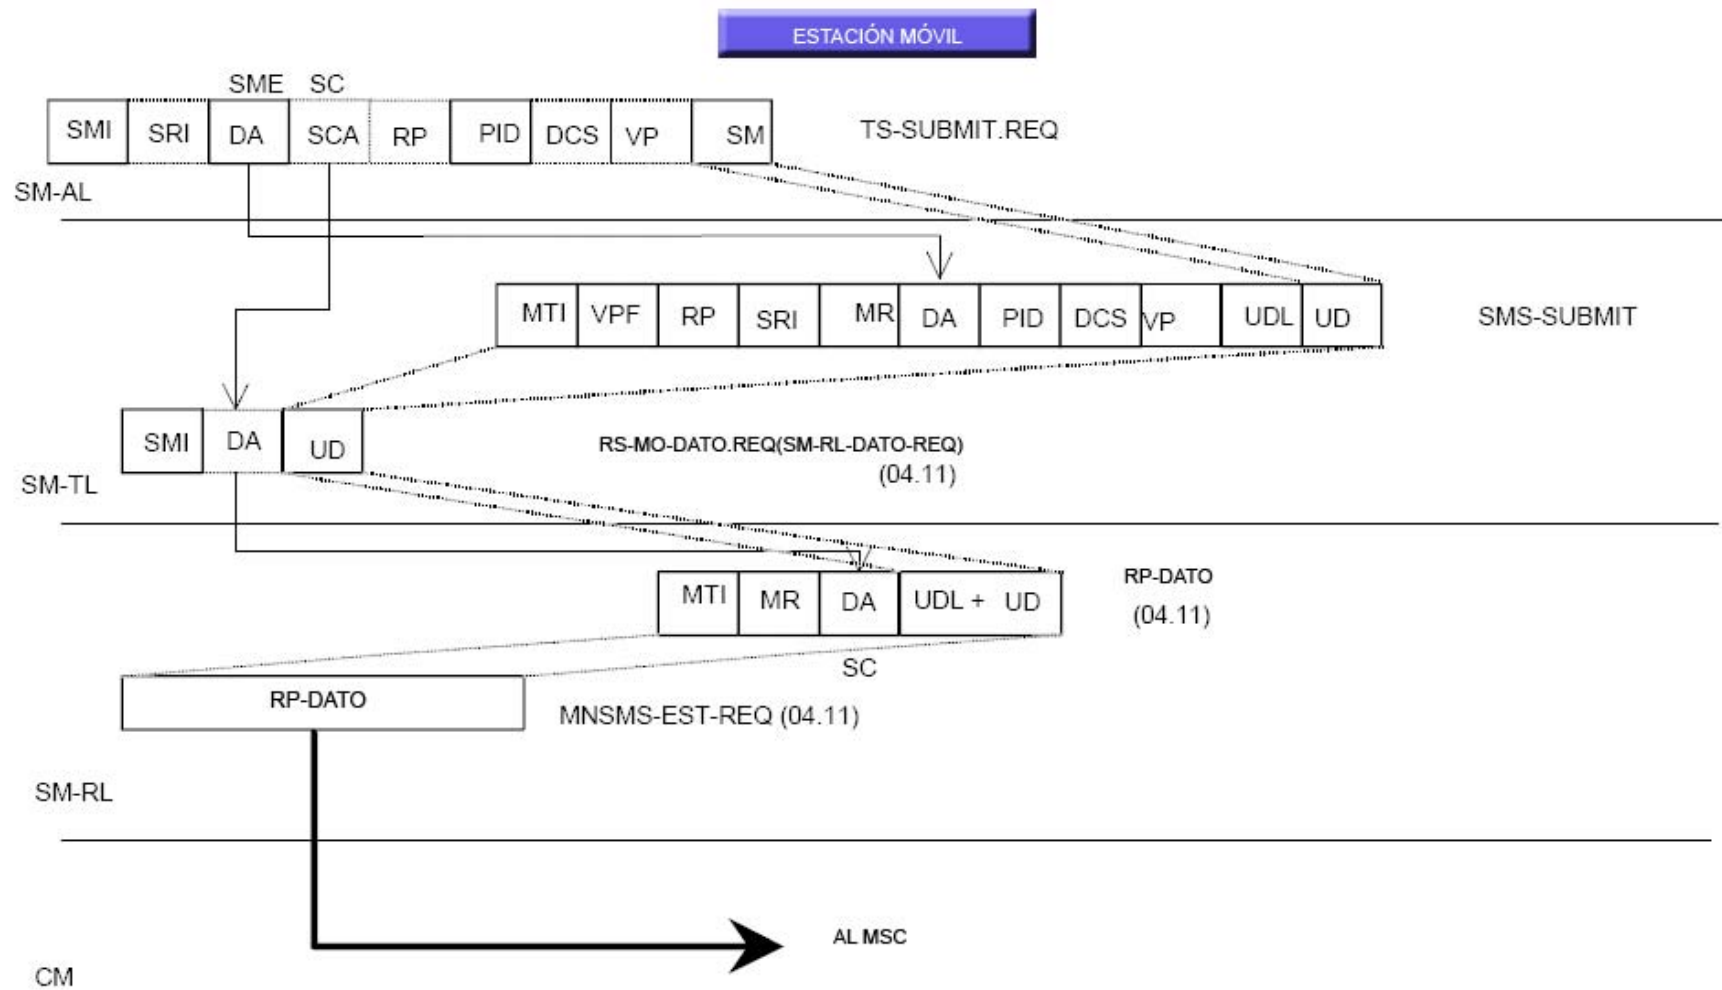 ESTACIÓN MÓVIL
SME SC
SMI SRI DA SCA RP PID DCS VP SM TS-SUBMIT.REQ
SM-AL
MTI VPF RP SRI MR DA PID DCS VP UDL UD SMS-SUBMIT
SMI DA UD RS-MO-DATO.REQ(SM-RL-DATO-REQ)
(04.11)
SM-TL
MTI MR DA UDL + UD RP-DATO
(04.11)
SC
RP-DATO MNSMS-EST-REQ (04.11)
SM-RL
AL MSC
CM